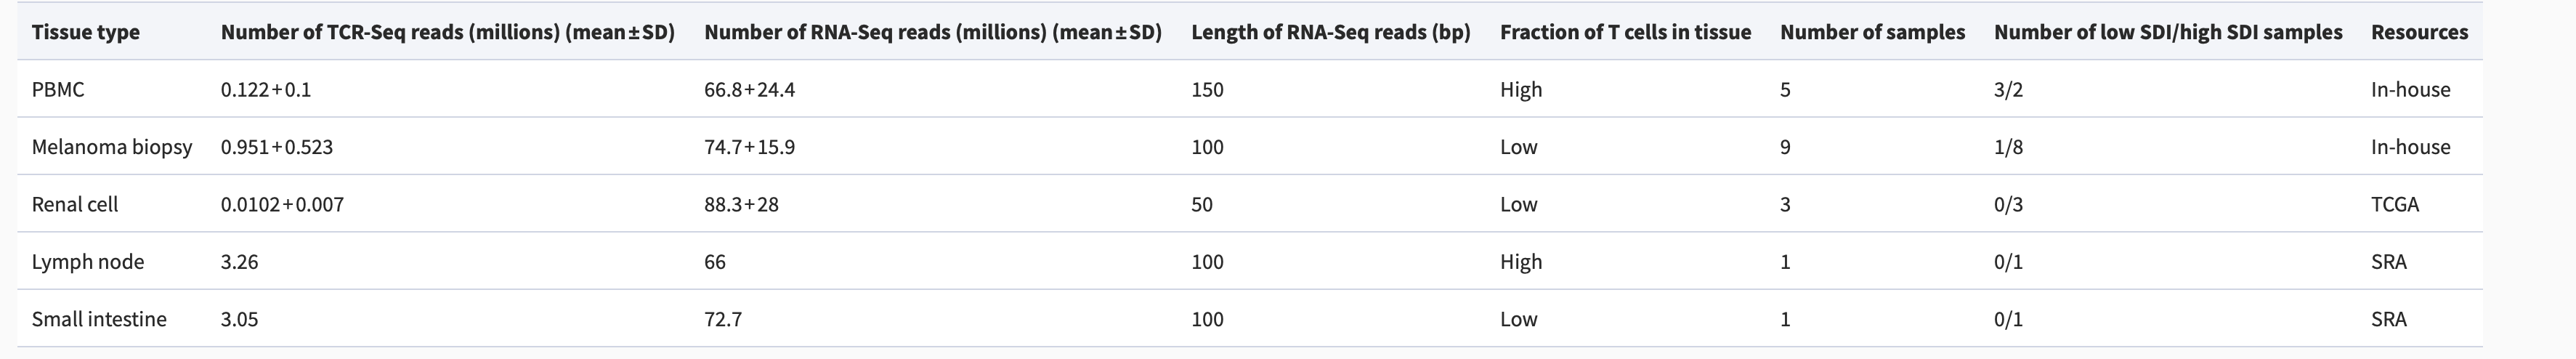 Tissue type Number of TCR-Seq reads (millions) (mean±SD) Number of RNA-Seq reads (millions) (mean±SD) Length of RNA-Seq reads (bp) Fraction of T cells in tissue Number of samples Number of low SDI/high SDI samples Resources
PBMC 0.122+0.1 66.8+24.4 150 High 5 3/2 In-house
Melanoma biopsy 0.951+0.523 74.7+15.9 100 Low 9 1/8 In-house
Renal cell 0.0102+0.007 88.3+28 50 Low 3 0/3 TCGA
Lymph node 3.26 66 100 High 1 0/1 SRA
Small intestine 3.05 72.7 100 Low 1 0/1 SRA